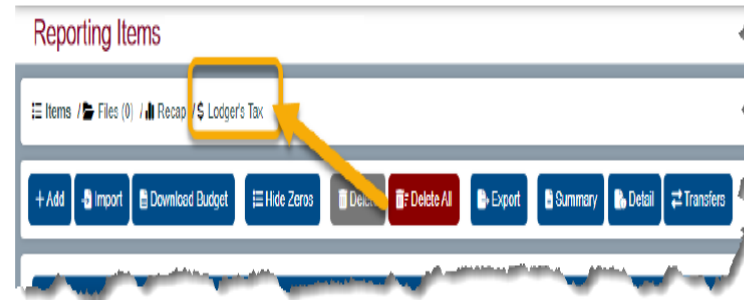 Reporting Items
Items / Files (0) / Recap / $ Lodger's Tax
+ Add Import Download Budget Hide Zeros Delete Delete All Export Summary Detail Transfers